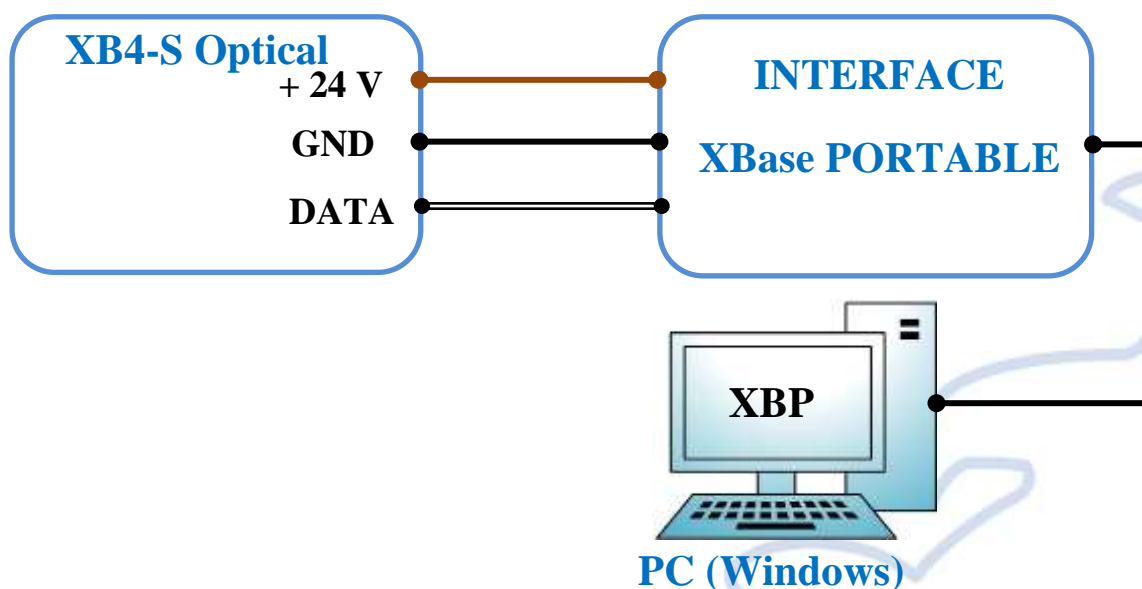 XB4-S Optical
+ 24 V
GND
DATA
INTERFACE
XBase PORTABLE
XBP
PC (Windows)